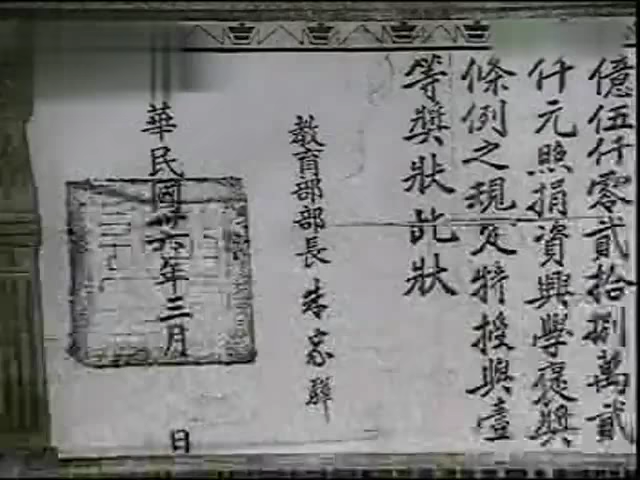 億伍仟零貳拾捌萬貳
仟元照捐資興學褒獎
條例之規定特授與壹
等獎狀此狀
教育部部長朱家驊
華民國卅六年三月 日